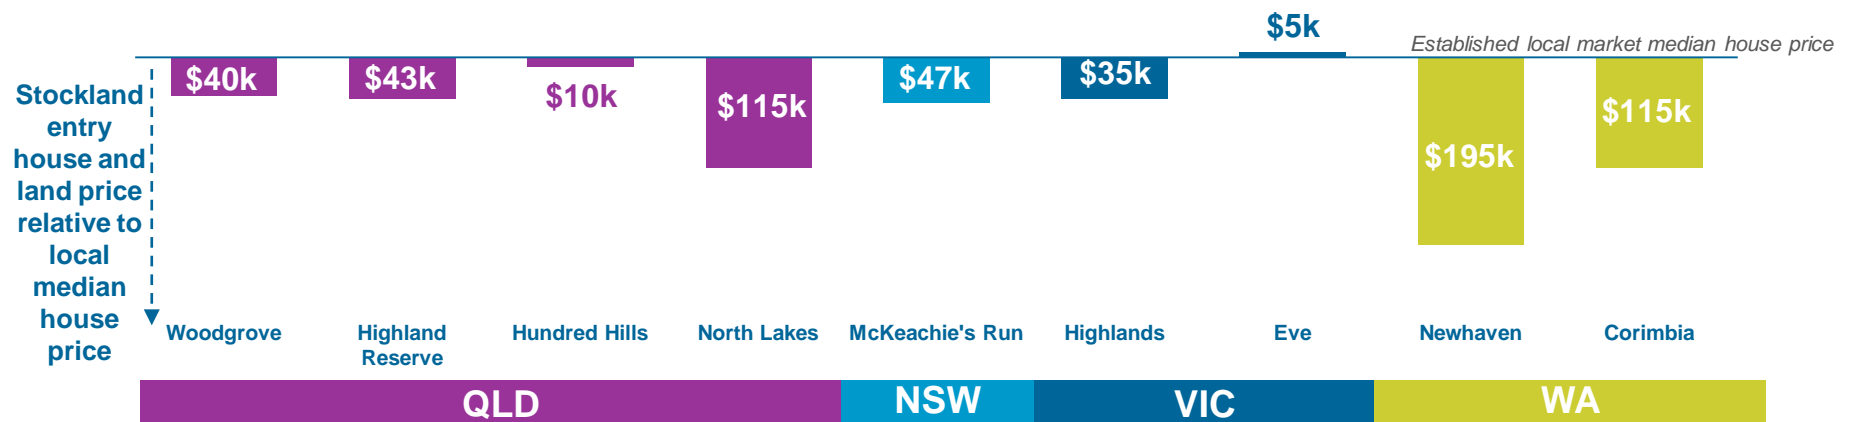 $5k
Established local market median house price
$40k
$43k
$10k
$115k
$47k
$35k
$195k
$115k
Stockland
entry
house and
land price
relative to
local
median
house
price
Woodgrove
Highland
Reserve
Hundred Hills
North Lakes
McKeachie's Run
Highlands
Eve
Newhaven
Corimbia
QLD
NSW
VIC
WA